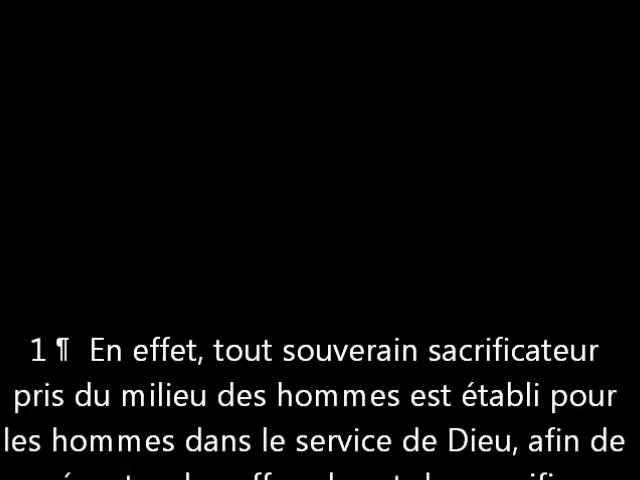 1 ¶ En effet, tout souverain sacrificateur
pris du milieu des hommes est établi pour
les hommes dans le service de Dieu, afin de